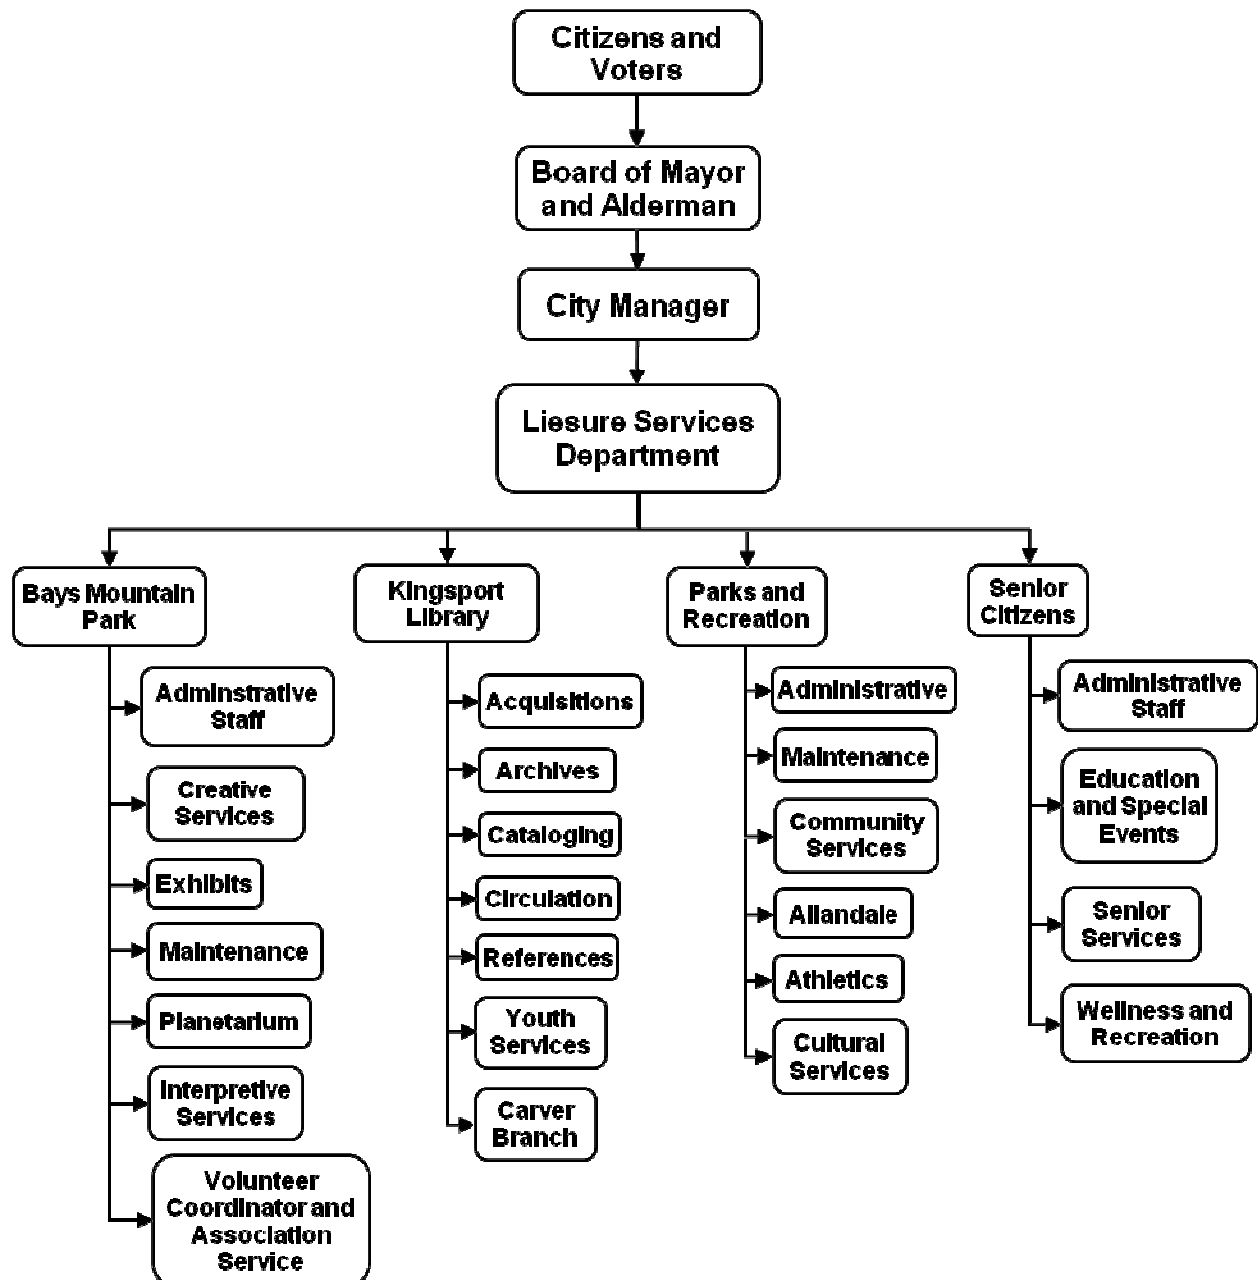 Citizens and
Voters
Board of Mayor
and Alderman
City Manager
Liesure Services
Department
Bays Mountain
Park
Adminstrative
Staff
Creative
Services
Exhibits
Maintenance
Planetarium
Interpretive
Services
Volunteer
Coordinator and
Association
Service
Kingsport
Library
Acquisitions
Archives
Cataloging
Circulation
References
Youth
Services
Carver
Branch
Parks and
Recreation
Administrative
Maintenance
Community
Services
Allandale
Athletics
Cultural
Services
Senior
Citizens
Administrative
Staff
Education
and Special
Events
Senior
Services
Wellness and
Recreation